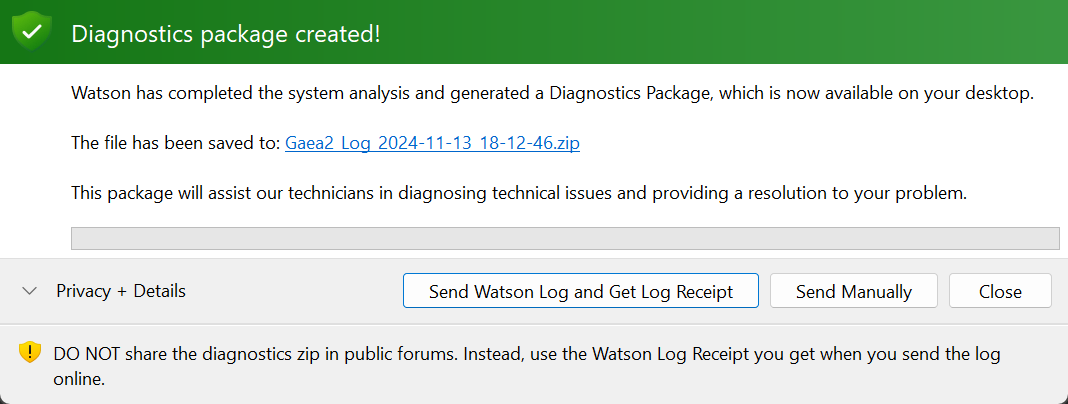 Diagnostics package created!
Watson has completed the system analysis and generated a Diagnostics Package, which is now available on your desktop.
The file has been saved to: Gaea2_Log_2024-11-13_18-12-46.zip
This package will assist our technicians in diagnosing technical issues and providing a resolution to your problem.
Privacy + Details
Send Watson Log and Get Log Receipt
Send Manually
Close
DO NOT share the diagnostics zip in public forums. Instead, use the Watson Log Receipt you get when you send the log
online.